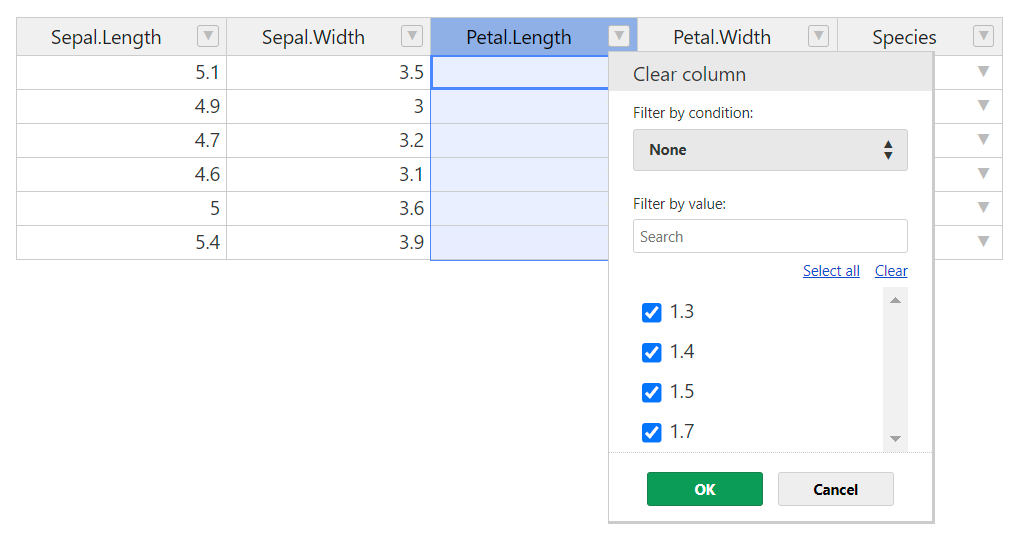 Sepal.Length Sepal.Width Petal.Length Petal.Width Species
5.1 3.5
4.9 3
4.7 3.2
4.6 3.1
5 3.6
5.4 3.9
Clear column
Filter by condition:
None
Filter by value:
Search
Select all Clear
1.3
1.4
1.5
1.7
OK Cancel